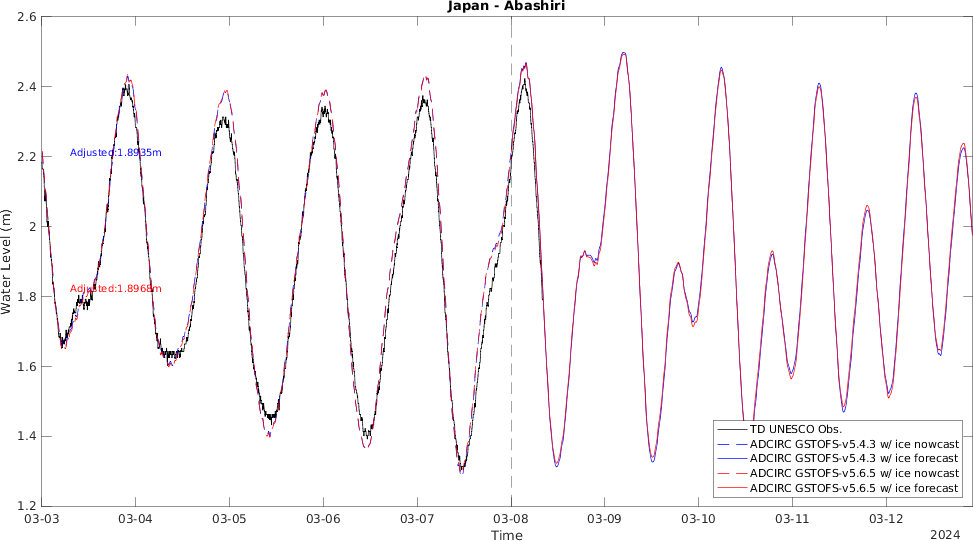 Japan - Abashiri
2.6
2.4
2.2
2
1.8
1.6
1.4
1.2
Water Level (m)
Adjusted:1.8935m
Adjusted:1.8968m
TD UNESCO Obs.
ADCIRC GSTOFS-v5.4.3 w/ ice nowcast
ADCIRC GSTOFS-v5.4.3 w/ ice forecast
ADCIRC GSTOFS-v5.6.5 w/ ice nowcast
ADCIRC GSTOFS-v5.6.5 w/ ice forecast
03-03 03-04 03-05 03-06 03-07 03-08 03-09 03-10 03-11 03-12
Time
2024